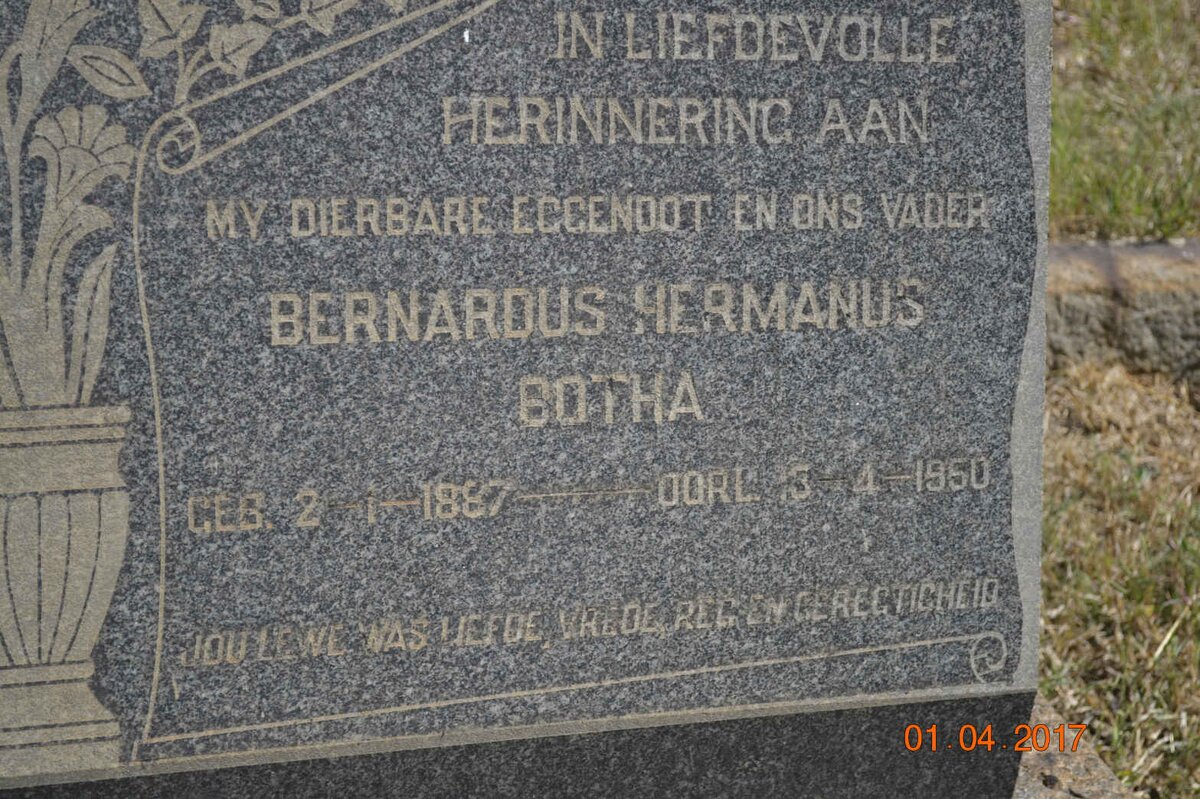 IN LIEFDEVOLLE
HERINNERING AAN
MY DIERBARE EGGENOOT EN ONS VADER
BERNARDUS HERMANUS
BOTHA
GEB. 2-1-1887 — OORL 15-4-1950
JOU LEWE WAS LIEFDE, VREDE, REG EN GEREGTIGHEID
01.04.2017